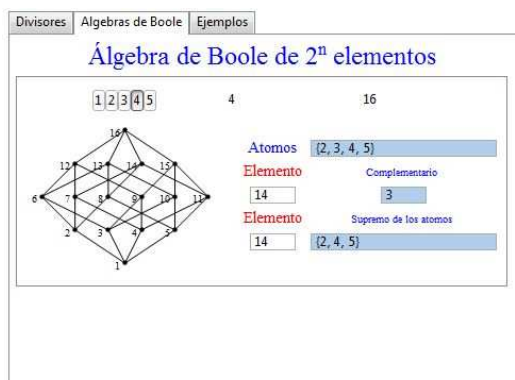 Divisores Algebras de Boole Ejemplos
Álgebra de Boole de 2ⁿ elementos
1 2 3 4 5 4 16
16
12 13 14 15
6 7 8 9 10 11
2 3 4 5
1
Atomos {2, 3, 4, 5}
Elemento Complementario
14 3
Elemento Supremo de los atomos
14 {2, 4, 5}